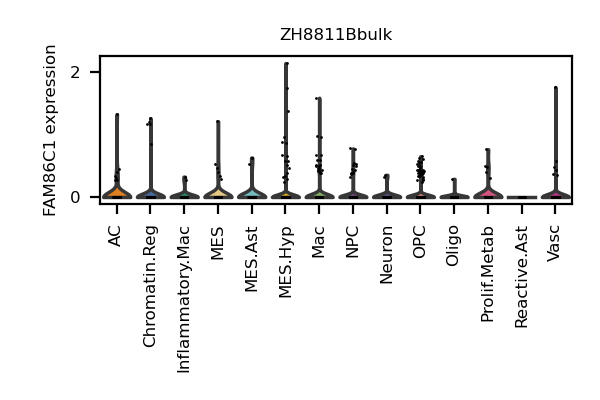 ZH8811Bbulk
FAM86C1 expression
2
0
AC
Chromatin.Reg
Inflammatory.Mac
MES
MES.Ast
MES.Hyp
Mac
NPC
Neuron
OPC
Oligo
Prolif.Metab
Reactive.Ast
Vasc